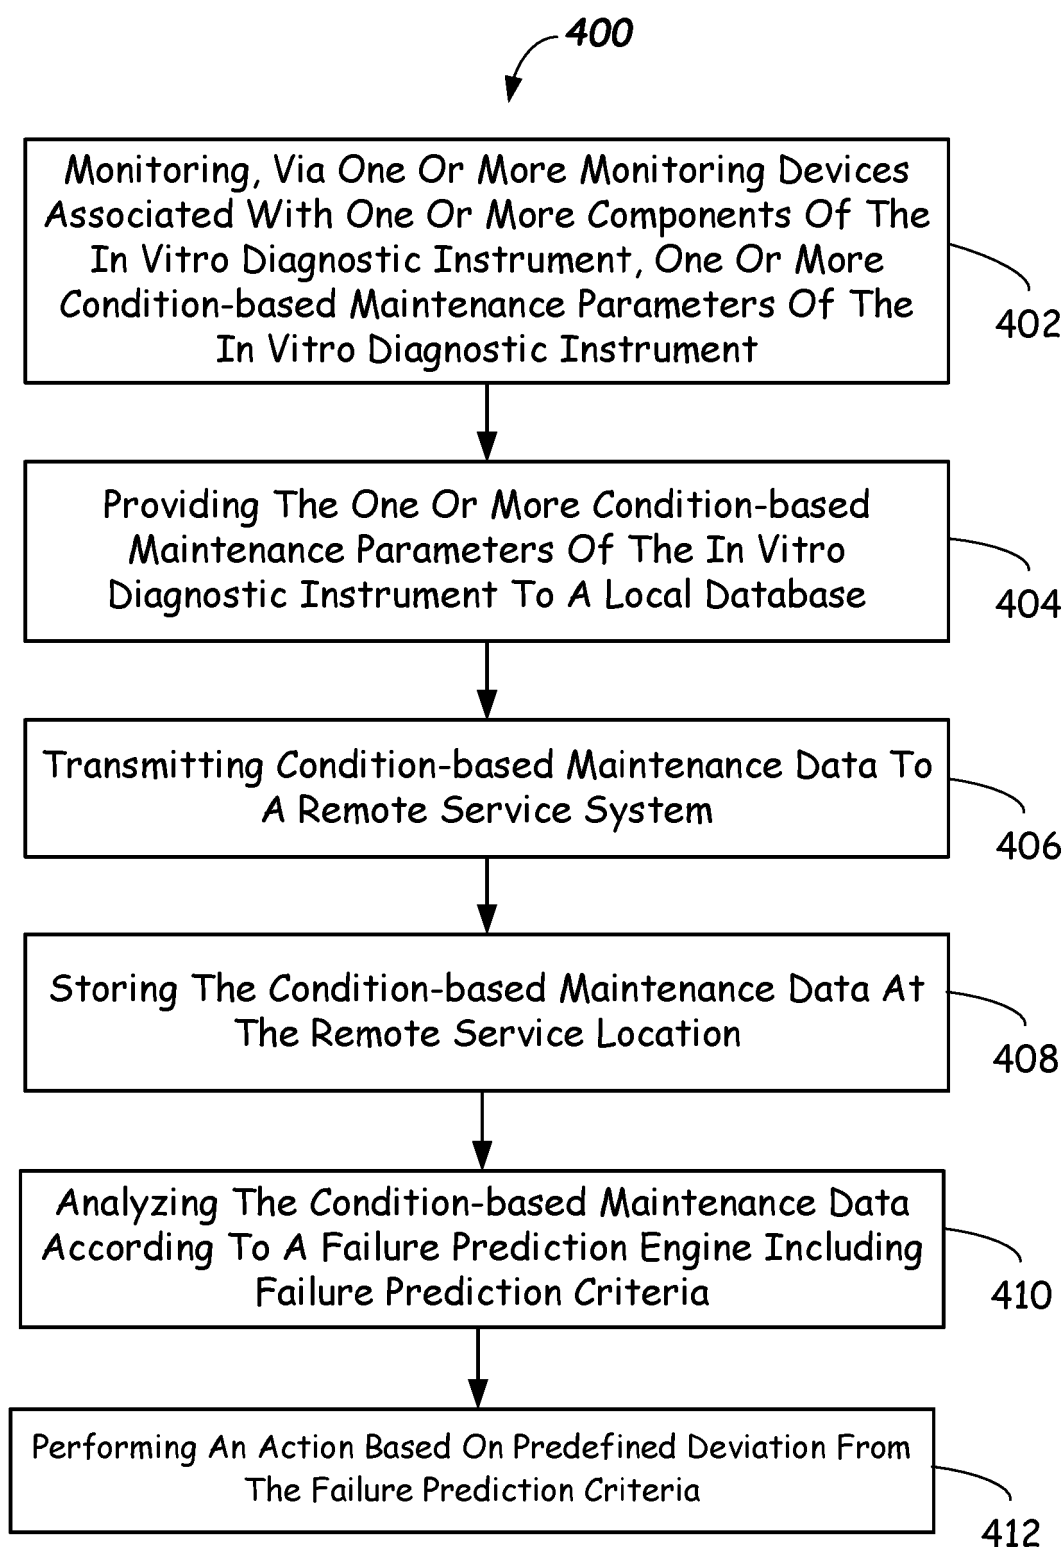 400
Monitoring, Via One Or More Monitoring Devices
Associated With One Or More Components Of The
In Vitro Diagnostic Instrument, One Or More
Condition-based Maintenance Parameters Of The
In Vitro Diagnostic Instrument
402
Providing The One Or More Condition-based
Maintenance Parameters Of The In Vitro
Diagnostic Instrument To A Local Database
404
Transmitting Condition-based Maintenance Data To
A Remote Service System
406
Storing The Condition-based Maintenance Data At
The Remote Service Location
408
Analyzing The Condition-based Maintenance Data
According To A Failure Prediction Engine Including
Failure Prediction Criteria
410
Performing An Action Based On Predefined Deviation From
The Failure Prediction Criteria
412